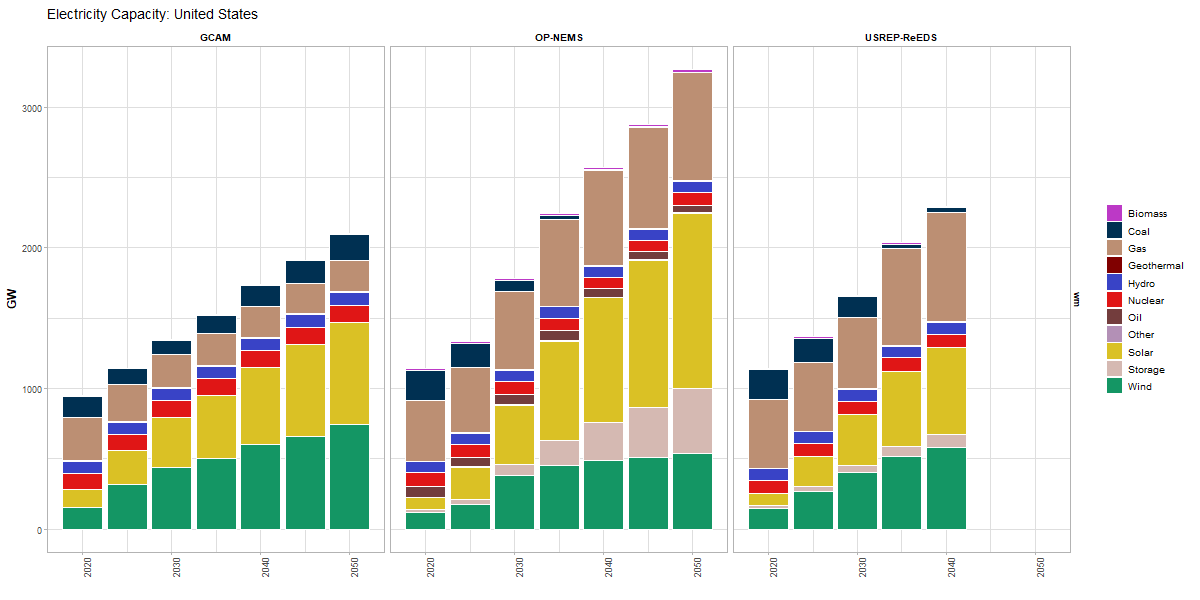 Electricity Capacity: United States
GCAM
OP-NEMS
USREP-ReEDS
GW
3000
2000
1000
0
2020
2030
2040
2050
2020
2030
2040
2050
2020
2030
2040
2050
wm
Biomass
Coal
Gas
Geothermal
Hydro
Nuclear
Oil
Other
Solar
Storage
Wind